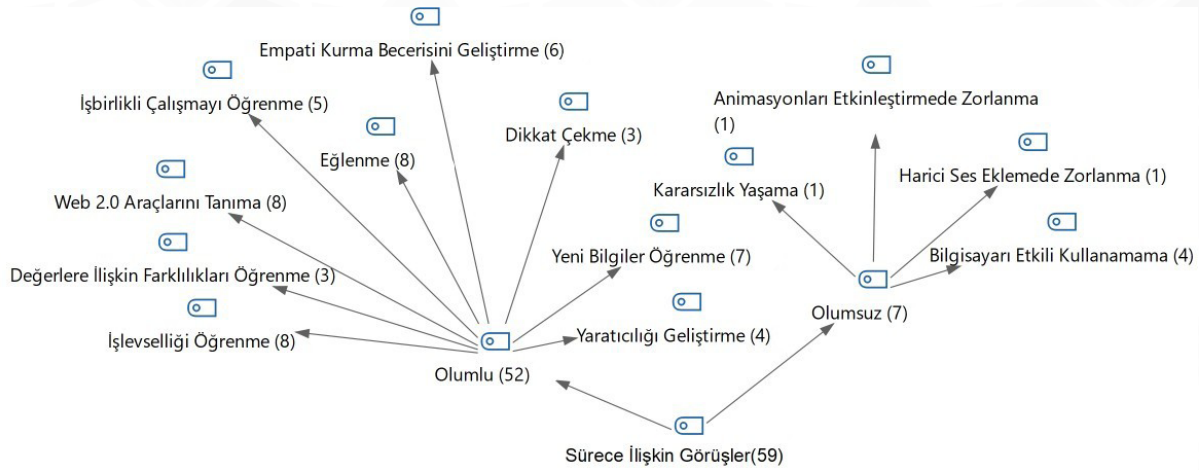 Empati Kurma Becerisini Geliştirme (6)
İşbirlikli Çalışmayı Öğrenme (5)
Animasyonları Etkinleştirmede Zorlanma
(1)
Dikkat Çekme (3)
Eğlenme (8)
Harici Ses Eklemede Zorlanma (1)
Kararsızlık Yaşama (1)
Web 2.0 Araçlarını Tanıma (8)
Yeni Bilgiler Öğrenme (7)
Bilgisayarı Etkili Kullanamama (4)
Değerlere İlişkin Farklılıkları Öğrenme (3)
Olumsuz (7)
İşlevselliği Öğrenme (8)
Yaratıcılığı Geliştirme (4)
Olumlu (52)
Sürece İlişkin Görüşler(59)